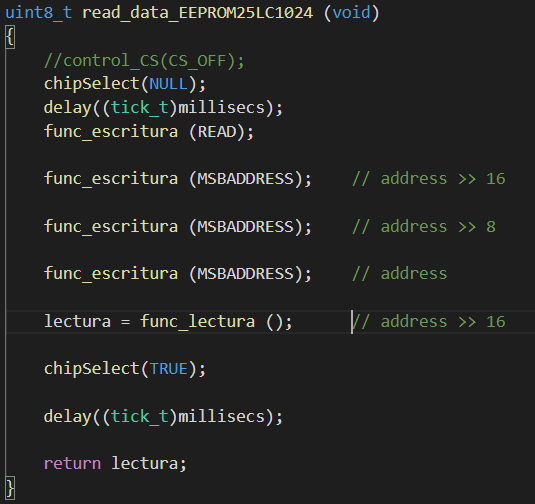 uint8_t read_data_EEPROM25LC1024 (void)
{
//control_CS(CS_OFF);
chipSelect(NULL);
delay((tick_t)millisecs);
func_escritura (READ);
func_escritura (MSBADDRESS); // address >> 16
func_escritura (MSBADDRESS); // address >> 8
func_escritura (MSBADDRESS); // address
lectura = func_lectura (); // address >> 16
chipSelect(TRUE);
delay((tick_t)millisecs);
return lectura;
}